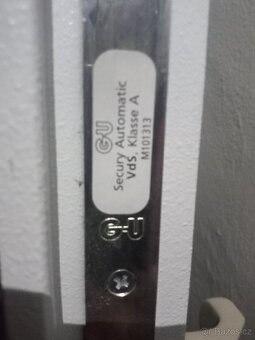 G-U
Secury Automatic
VdS, Klasse A
M101313
G-U
Bazos.cz